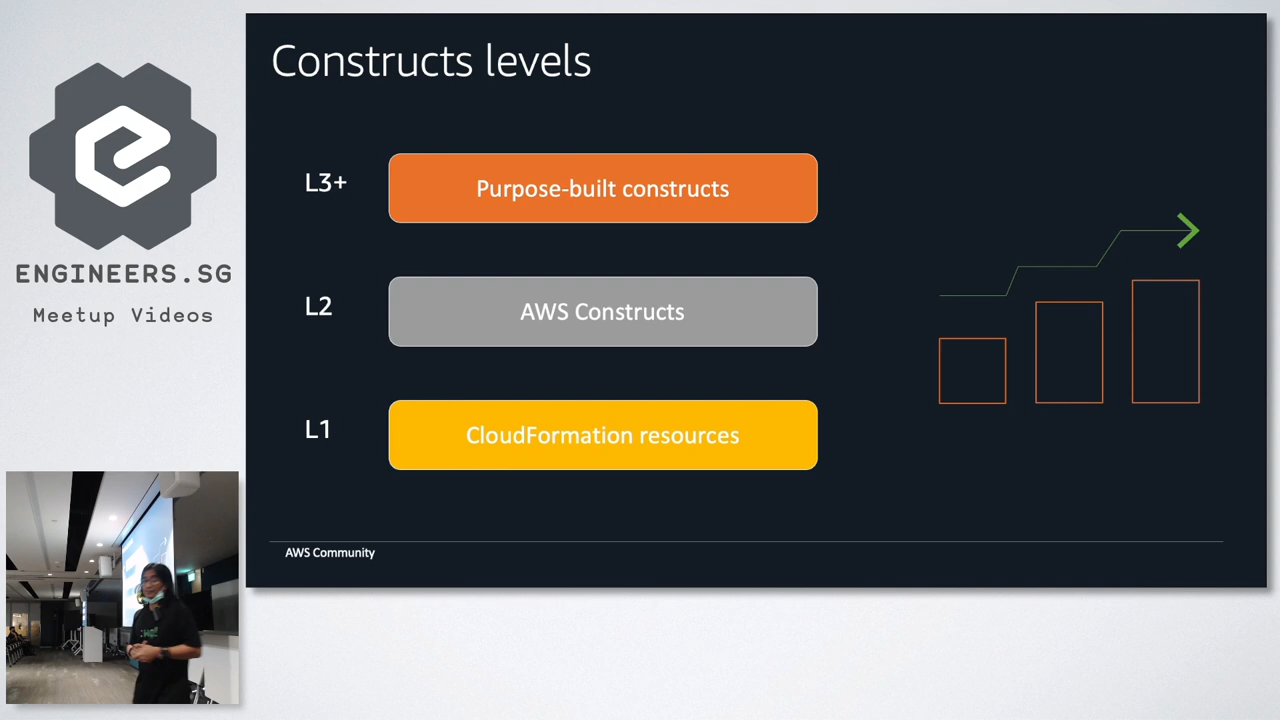 Constructs levels
L3+
Purpose-built constructs
L2
AWS Constructs
L1
CloudFormation resources
AWS Community
ENGINEERS.SG
Meetup Videos